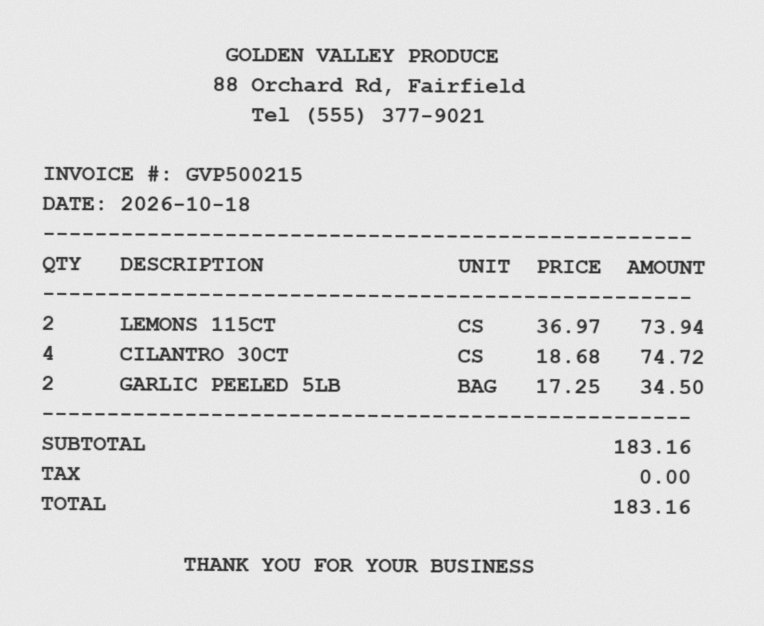 GOLDEN VALLEY PRODUCE
88 Orchard Rd, Fairfield
Tel (555) 377-9021
INVOICE #: GVP500215
DATE: 2026-10-18
--------------------------------------------------
QTY DESCRIPTION UNIT PRICE AMOUNT
--------------------------------------------------
2 LEMONS 115CT CS 36.97 73.94
4 CILANTRO 30CT CS 18.68 74.72
2 GARLIC PEELED 5LB BAG 17.25 34.50
--------------------------------------------------
SUBTOTAL 183.16
TAX 0.00
TOTAL 183.16
THANK YOU FOR YOUR BUSINESS